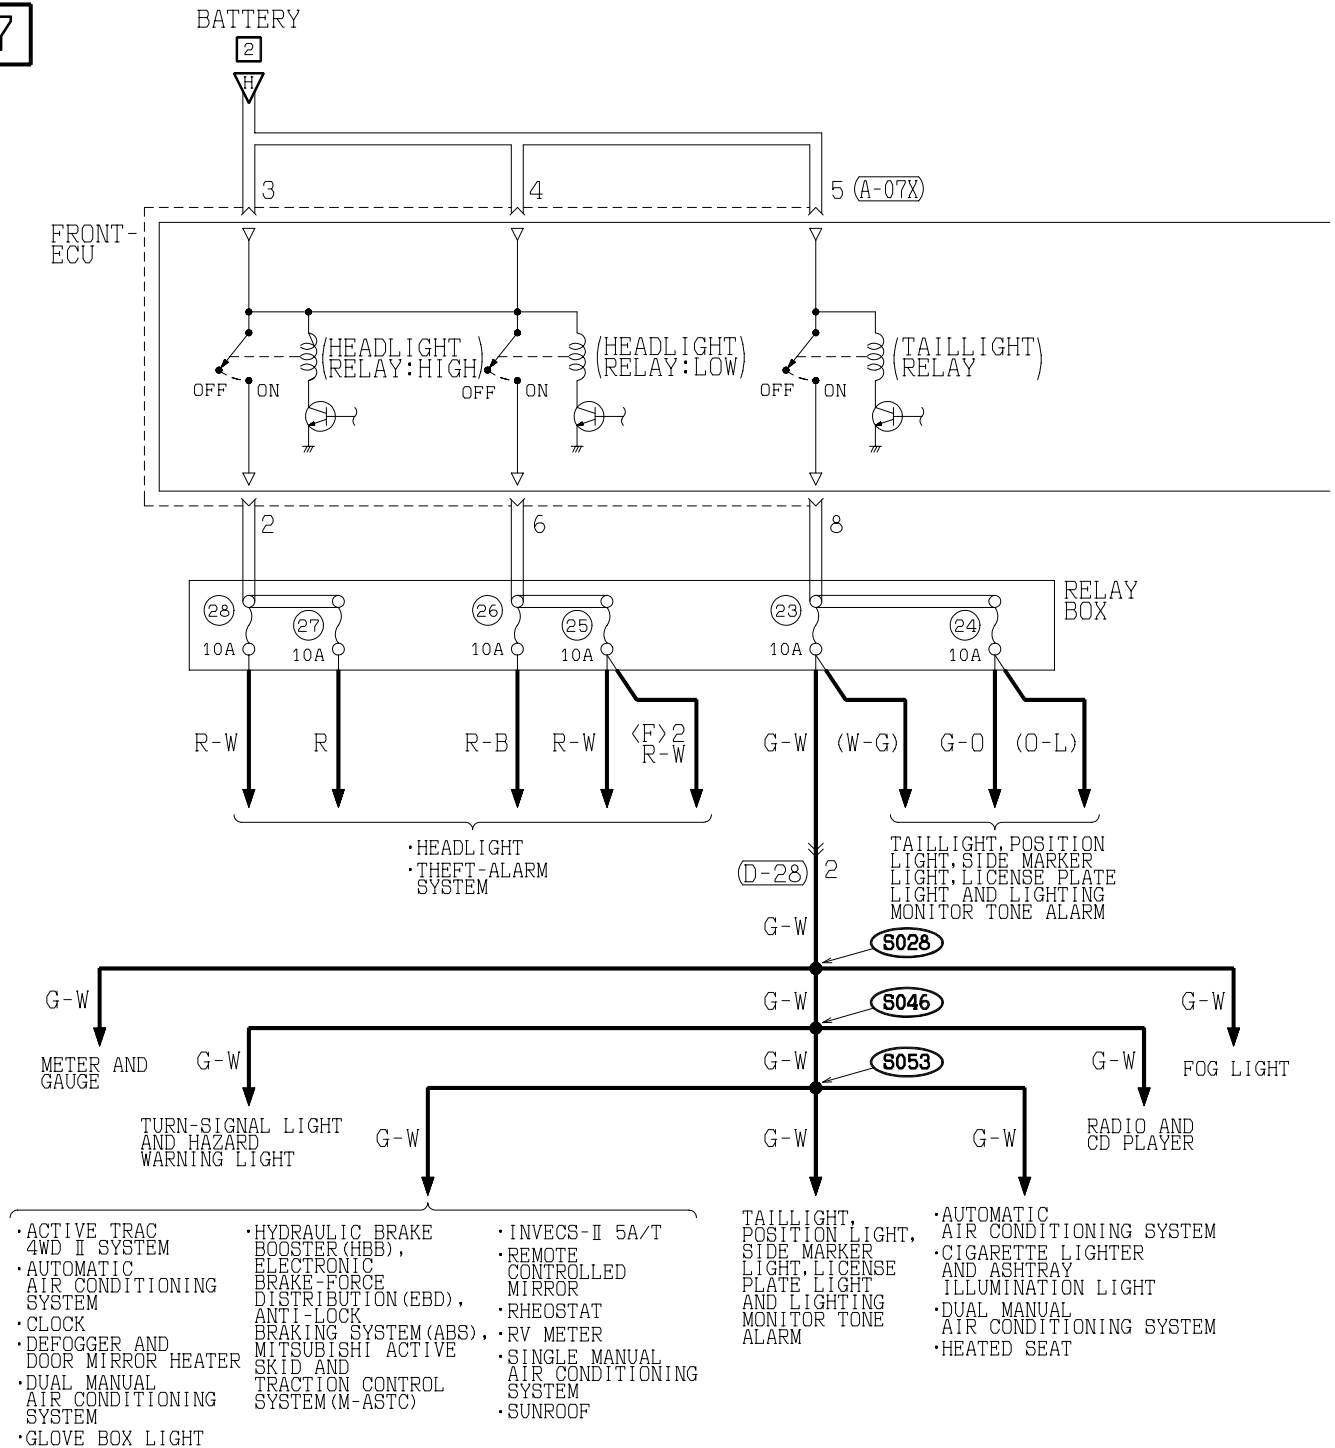 7
BATTERY
2
H
3
4
5 (A-07X)
FRONT-
ECU
(HEADLIGHT
RELAY:HIGH)
OFF ON
(HEADLIGHT
RELAY:LOW)
OFF ON
(TAILLIGHT
RELAY)
OFF ON
2
6
8
RELAY
BOX
28
10A
27
10A
26
10A
25
10A
23
10A
24
10A
R-W
R
R-B
R-W
<F>2
R-W
G-W
(W-G)
G-O
(O-L)
·HEADLIGHT
·THEFT-ALARM
SYSTEM
D-28
2
TAILLIGHT,POSITION
LIGHT,SIDE MARKER
LIGHT,LICENSE PLATE
LIGHT AND LIGHTING
MONITOR TONE ALARM
G-W
S028
G-W
G-W
S046
G-W
METER AND
GAUGE
G-W
G-W
S053
G-W
FOG LIGHT
TURN-SIGNAL LIGHT
AND HAZARD
WARNING LIGHT
G-W
G-W
G-W
RADIO AND
CD PLAYER
·ACTIVE TRAC
4WD Ⅱ SYSTEM
·AUTOMATIC
AIR CONDITIONING
SYSTEM
·CLOCK
·DEFOGGER AND
DOOR MIRROR HEATER
·DUAL MANUAL
AIR CONDITIONING
SYSTEM
·GLOVE BOX LIGHT
·HYDRAULIC BRAKE
BOOSTER(HBB),
ELECTRONIC
BRAKE-FORCE
DISTRIBUTION(EBD),
ANTI-LOCK
BRAKING SYSTEM(ABS),
MITSUBISHI ACTIVE
SKID AND
TRACTION CONTROL
SYSTEM(M-ASTC)
·INVECS-Ⅱ 5A/T
·REMOTE
CONTROLLED
MIRROR
·RHEOSTAT
·RV METER
·SINGLE MANUAL
AIR CONDITIONING
SYSTEM
·SUNROOF
TAILLIGHT,
POSITION LIGHT,
SIDE MARKER
LIGHT,LICENSE
PLATE LIGHT
AND LIGHTING
MONITOR TONE
ALARM
·AUTOMATIC
AIR CONDITIONING SYSTEM
·CIGARETTE LIGHTER
AND ASHTRAY
ILLUMINATION LIGHT
·DUAL MANUAL
AIR CONDITIONING SYSTEM
·HEATED SEAT